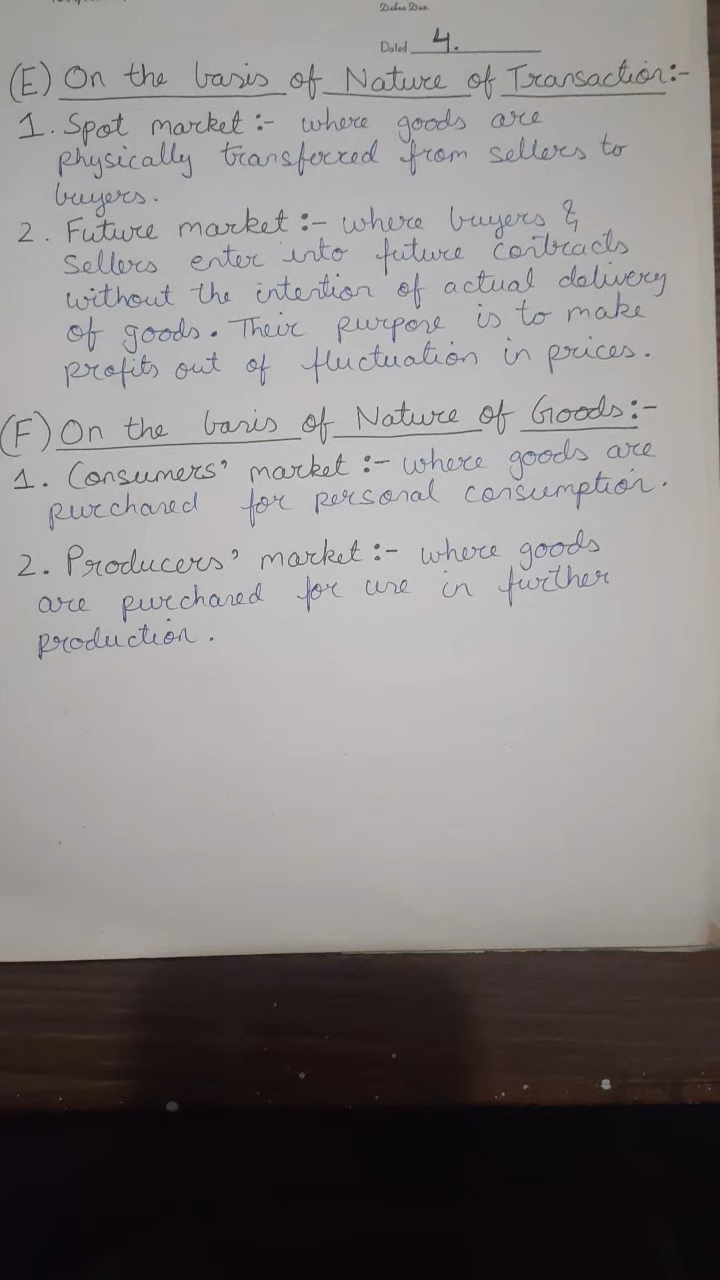 Dehra Dun.
Dated 4.
(E) On the basis of Nature of Transaction:-
1. Spot market :- where goods are
physically transferred from sellers to
buyers.
2. Future market :- where buyers &
sellers enter into future contracts
without the intention of actual delivery
of goods. Their purpose is to make
profits out of fluctuation in prices.
(F) On the basis of Nature of Goods:-
1. Consumers' market :- where goods are
purchased for personal consumption.
2. Producers' market :- where goods
are purchased for use in further
production.